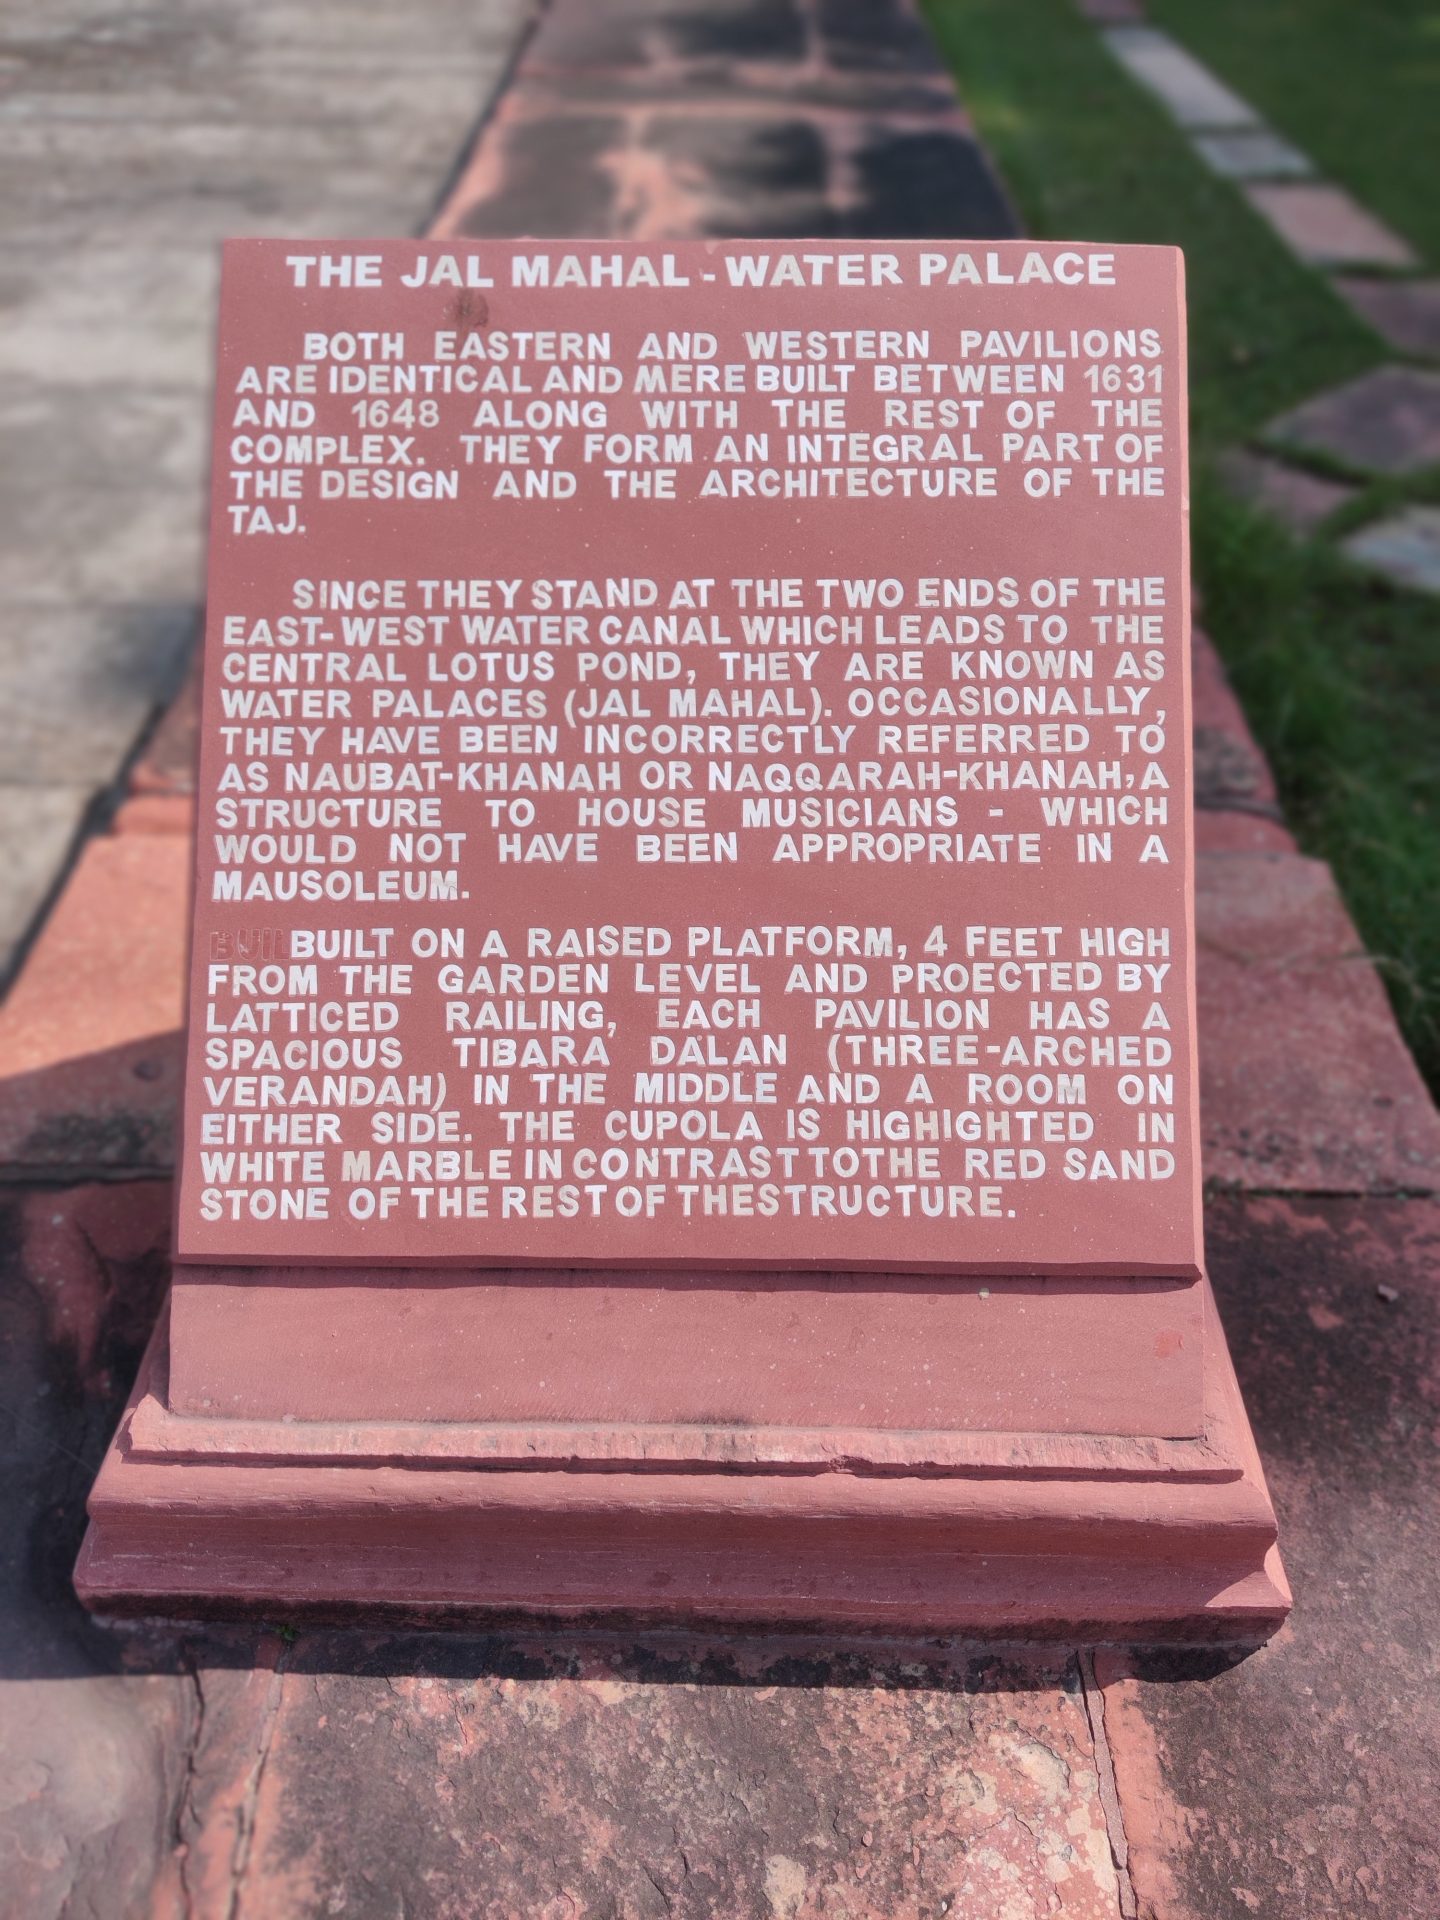 THE JAL MAHAL - WATER PALACE
BOTH EASTERN AND WESTERN PAVILIONS
ARE IDENTICAL AND MERE BUILT BETWEEN 1631
AND 1648 ALONG WITH THE REST OF THE
COMPLEX. THEY FORM AN INTEGRAL PART OF
THE DESIGN AND THE ARCHITECTURE OF THE
TAJ.
SINCE THEY STAND AT THE TWO ENDS OF THE
EAST-WEST WATER CANAL WHICH LEADS TO THE
CENTRAL LOTUS POND, THEY ARE KNOWN AS
WATER PALACES (JAL MAHAL). OCCASIONALLY,
THEY HAVE BEEN INCORRECTLY REFERRED TO
AS NAUBAT-KHANAH OR NAQQARAH-KHANAH, A
STRUCTURE TO HOUSE MUSICIANS - WHICH
WOULD NOT HAVE BEEN APPROPRIATE IN A
MAUSOLEUM.
BUIL BUILT ON A RAISED PLATFORM, 4 FEET HIGH
FROM THE GARDEN LEVEL AND PROECTED BY
LATTICED RAILING, EACH PAVILION HAS A
SPACIOUS TIBARA DALAN (THREE-ARCHED
VERANDAH) IN THE MIDDLE AND A ROOM ON
EITHER SIDE. THE CUPOLA IS HIGHIGHTED IN
WHITE MARBLE IN CONTRAST TOTHE RED SAND
STONE OF THE REST OF THESTRUCTURE.